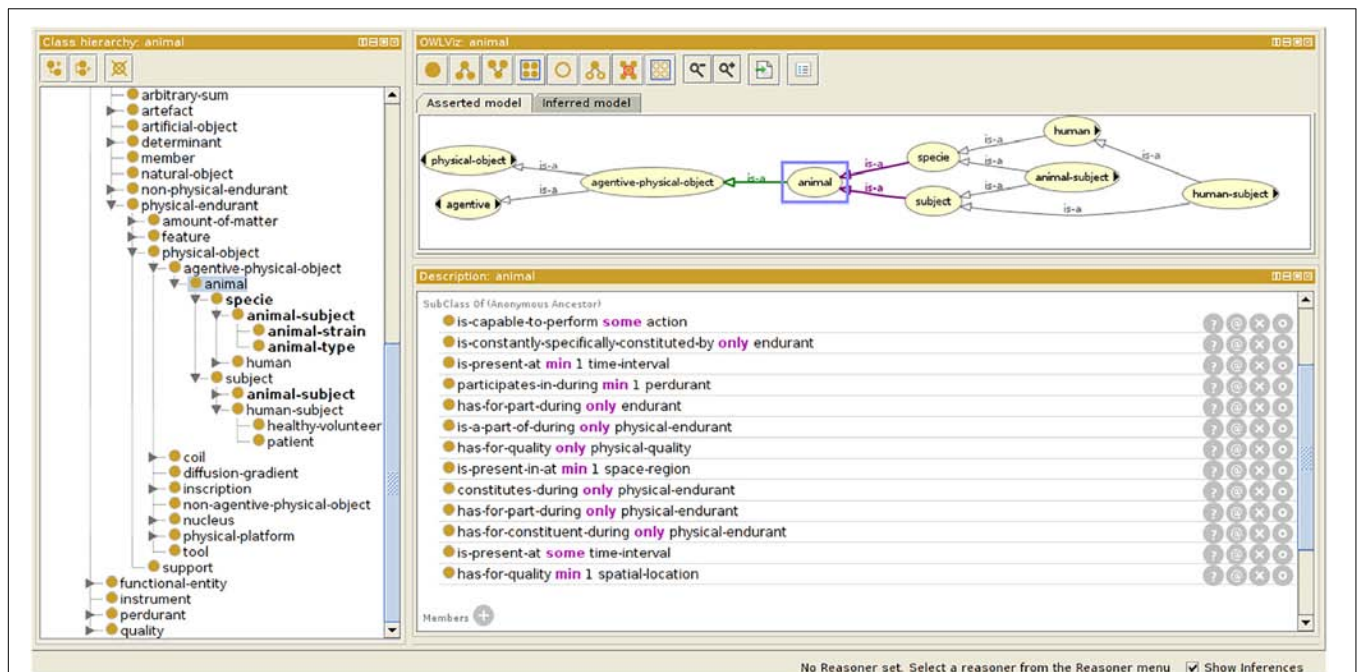 Class hierarchy: animal
arbitrary-sum
artefact
artificial-object
determinant
member
natural-object
non-physical-endurant
physical-endurant
amount-of-matter
feature
physical-object
agentive-physical-object
animal
specie
animal-subject
animal-strain
animal-type
human
subject
animal-subject
human-subject
healthy-volunteer
patient
coil
diffusion-gradient
inscription
non-agentive-physical-object
nucleus
physical-platform
tool
support
functional-entity
instrument
perdurant
quality
OWLViz: animal
Asserted model Inferred model
human
physical-object is-a specie is-a is-a
is-a is-a animal-subject
agentive-physical-object is-a animal
is-a is-a is-a human-subject
agentive subject
is-a
Description: animal
SubClass Of (Anonymous Ancestor)
is-capable-to-perform some action
is-constantly-specifically-constituted-by only endurant
is-present-at min 1 time-interval
participates-in-during min 1 perdurant
has-for-part-during only endurant
is-a-part-of-during only physical-endurant
has-for-quality only physical-quality
is-present-in-at min 1 space-region
constitutes-during only physical-endurant
has-for-part-during only physical-endurant
has-for-constituent-during only physical-endurant
is-present-at some time-interval
has-for-quality min 1 spatial-location
Members
No Reasoner set. Select a reasoner from the Reasoner menu Show Inferences